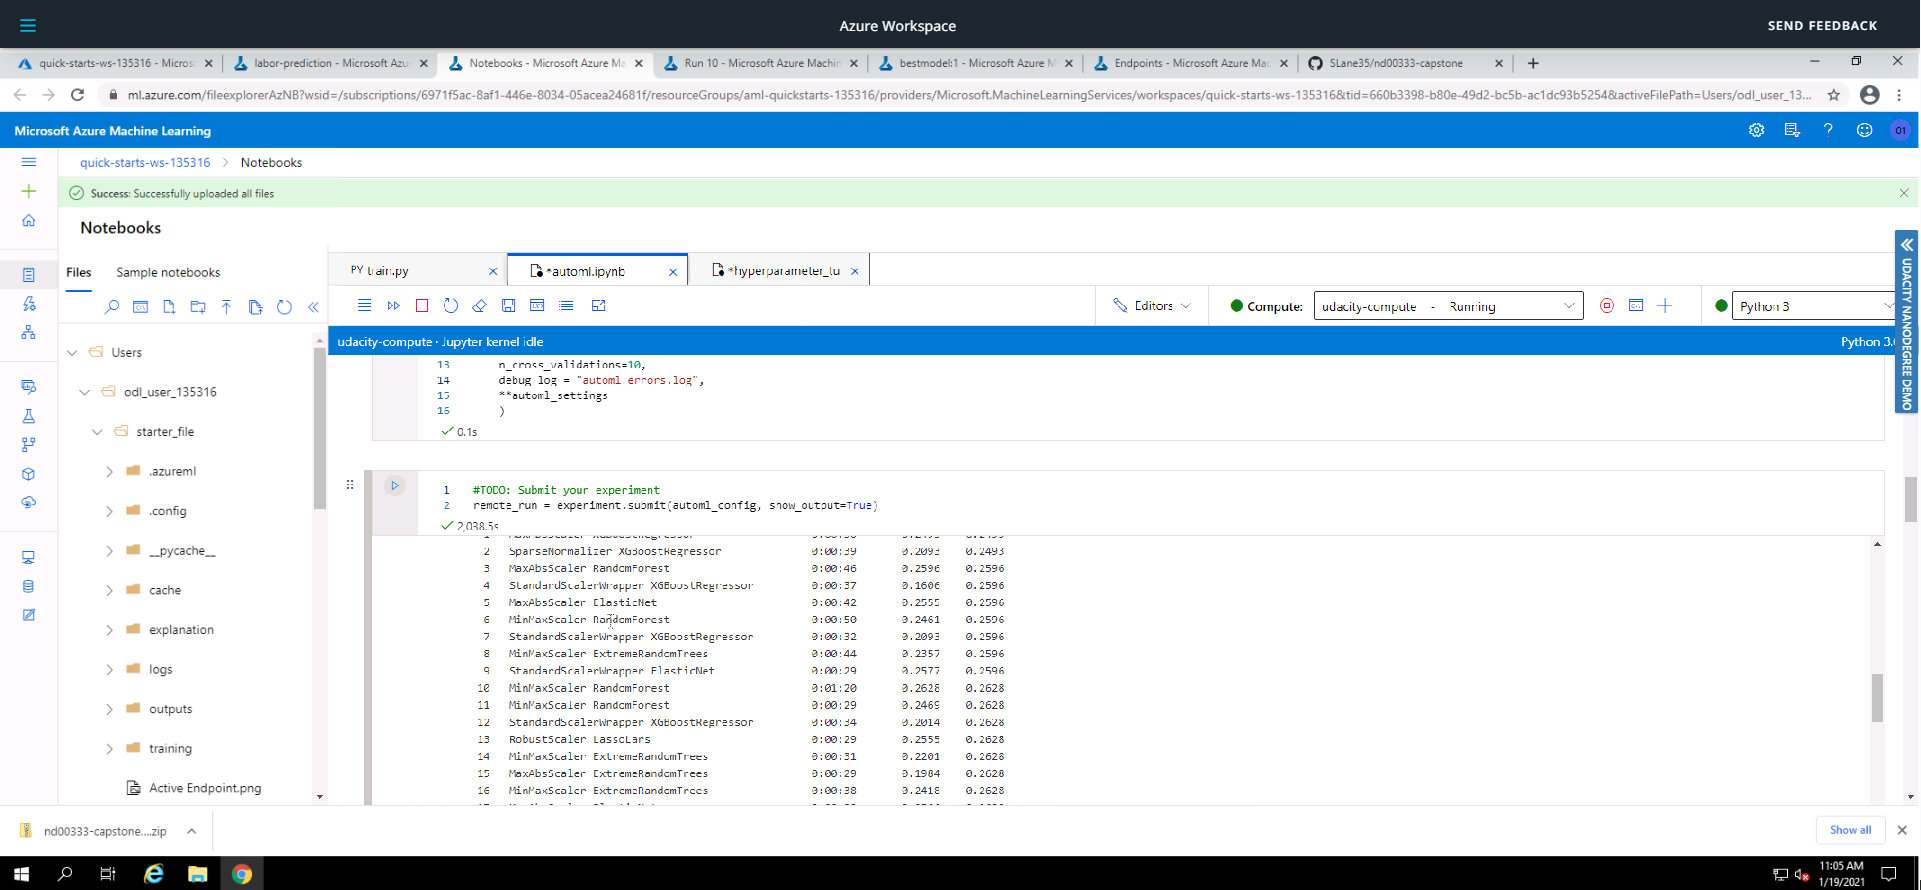 Azure Workspace
SEND FEEDBACK
quick-starts-ws-135316 - Micros
labor-prediction - Microsoft Azur
Notebooks - Microsoft Azure Ma
Run 10 - Microsoft Azure Machin
bestmodel:1 - Microsoft Azure M
Endpoints - Microsoft Azure Mac
SLane35/nd00333-capstone
ml.azure.com/fileexplorerAzNB?wsid=/subscriptions/6971f5ac-8af1-446e-8034-05acea24681f/resourceGroups/aml-quickstarts-135316/providers/Microsoft.MachineLearningServices/workspaces/quick-starts-ws-135316&tid=660b3398-b80e-49d2-bc5b-ac1dc93b5254&activeFilePath=Users/odl_user_13...
Microsoft Azure Machine Learning
01
quick-starts-ws-135316 > Notebooks
Success: Successfully uploaded all files
Notebooks
Files
Sample notebooks
PY train.py
*automl.ipynb
*hyperparameter_tu
Editors
Compute:
udacity-compute - Running
Python 3
udacity-compute · Jupyter kernel idle
Python 3.
UDACITY NANODEGREE DEMO
Users
odl_user_135316
starter_file
.azureml
.config
__pycache__
cache
explanation
logs
outputs
training
Active Endpoint.png
13 n_cross_validations=10,
14 debug_log = "automl_errors.log",
15 **automl_settings
16 )
0.1s
1 #TODO: Submit your experiment
2 remote_run = experiment.submit(automl_config, show_output=True)
2,038.5s
2 SparseNormalizer XGBoostRegressor 0:00:39 0.2093 0.2493
3 MaxAbsScaler RandomForest 0:00:46 0.2596 0.2596
4 StandardScalerWrapper XGBoostRegressor 0:00:37 0.1606 0.2596
5 MaxAbsScaler ElasticNet 0:00:42 0.2555 0.2596
6 MinMaxScaler RandomForest 0:00:50 0.2461 0.2596
7 StandardScalerWrapper XGBoostRegressor 0:00:32 0.2093 0.2596
8 MinMaxScaler ExtremeRandomTrees 0:00:44 0.2357 0.2596
9 StandardScalerWrapper ElasticNet 0:00:29 0.2577 0.2596
10 MinMaxScaler RandomForest 0:01:20 0.2628 0.2628
11 MinMaxScaler RandomForest 0:00:29 0.2469 0.2628
12 StandardScalerWrapper XGBoostRegressor 0:00:34 0.2014 0.2628
13 RobustScaler LassoLars 0:00:29 0.2555 0.2628
14 MinMaxScaler ExtremeRandomTrees 0:00:31 0.2201 0.2628
15 MaxAbsScaler ExtremeRandomTrees 0:00:29 0.1984 0.2628
16 MinMaxScaler ExtremeRandomTrees 0:00:38 0.2418 0.2628
nd00333-capstone....zip
Show all
11:05 AM
1/19/2021